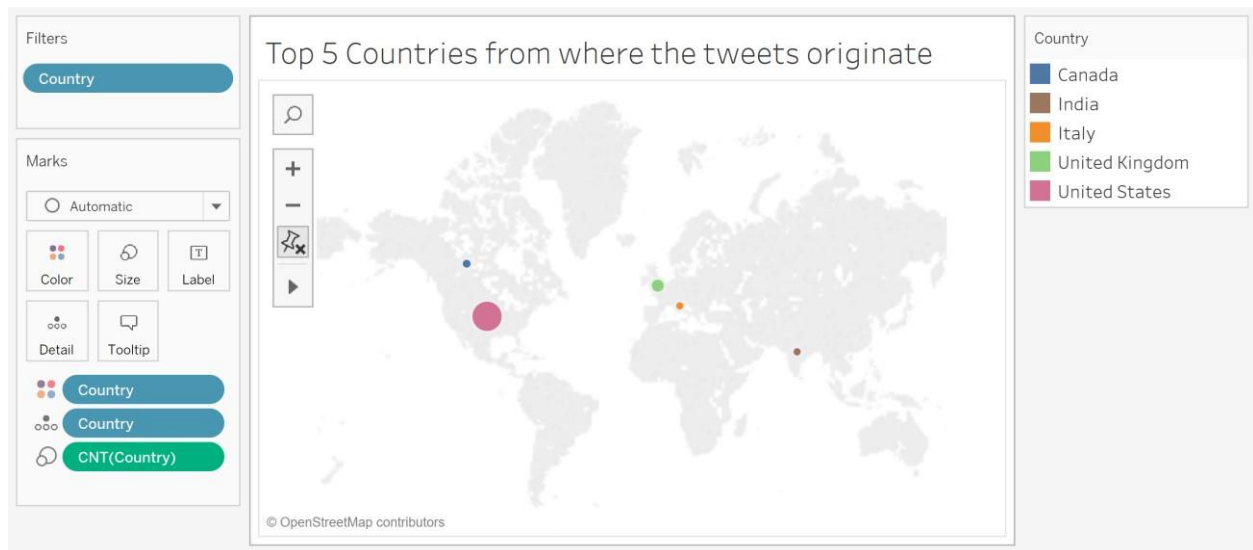 Filters
Country
Marks
Automatic
Color
Size
T
Label
Detail
Tooltip
Country
Country
CNT(Country)
Top 5 Countries from where the tweets originate
© OpenStreetMap contributors
Country
Canada
India
Italy
United Kingdom
United States